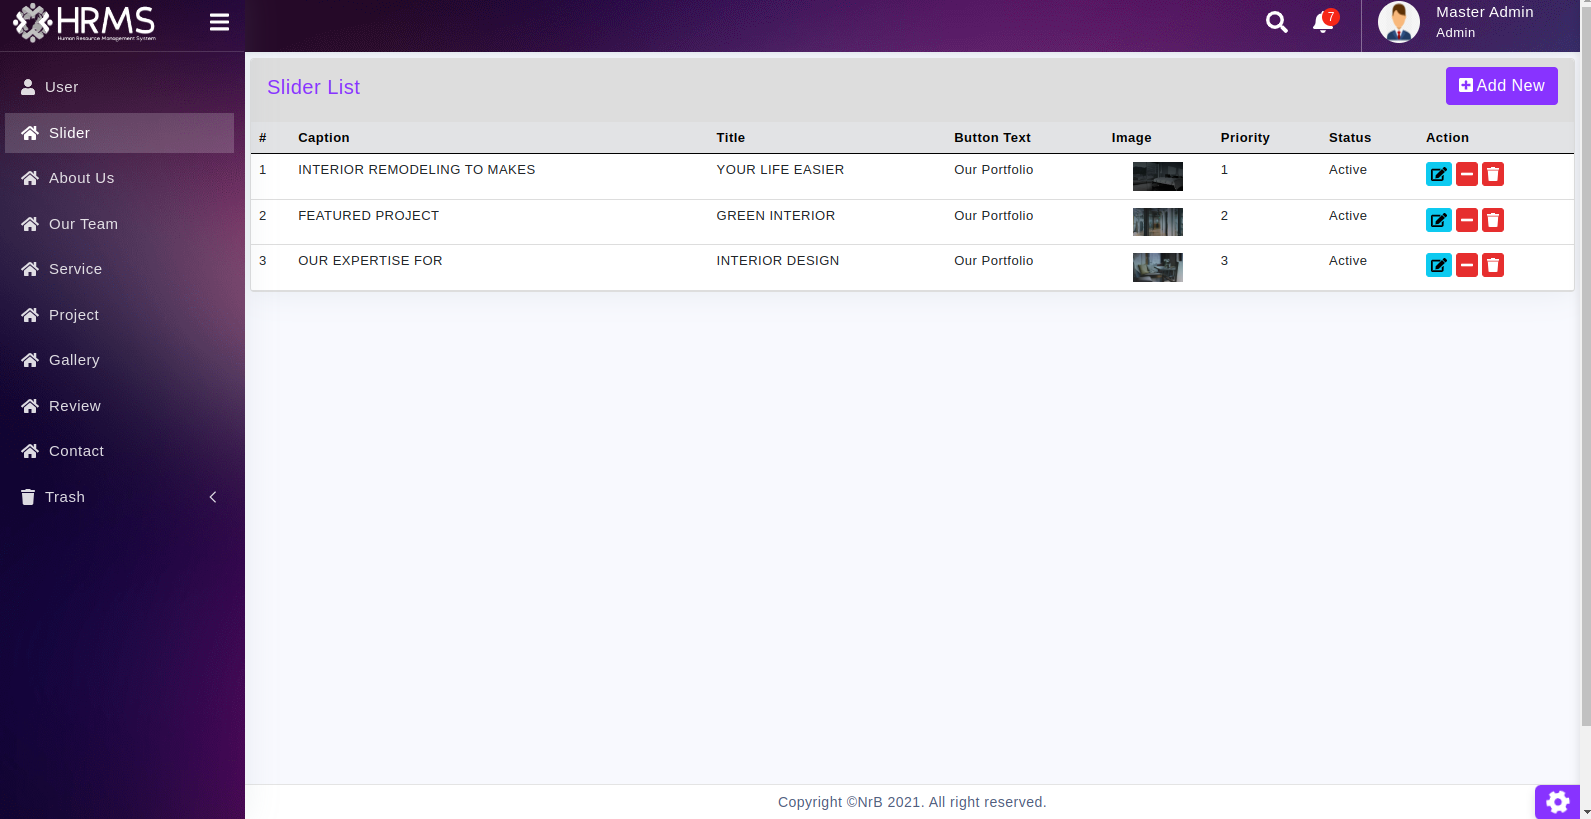 HRMS
Human Resource Management System
7
Master Admin
Admin
User
Slider
About Us
Our Team
Service
Project
Gallery
Review
Contact
Trash
Slider List
Add New
# Caption Title Button Text Image Priority Status Action
1 INTERIOR REMODELING TO MAKES YOUR LIFE EASIER Our Portfolio 1 Active
2 FEATURED PROJECT GREEN INTERIOR Our Portfolio 2 Active
3 OUR EXPERTISE FOR INTERIOR DESIGN Our Portfolio 3 Active
Copyright ©NrB 2021. All right reserved.